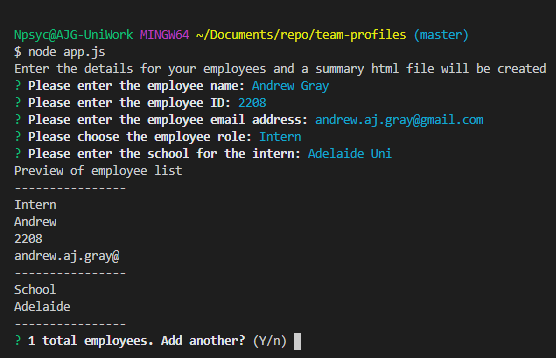 Npsyc@AJG-UniWork MINGW64 ~/Documents/repo/team-profiles (master)
$ node app.js
Enter the details for your employees and a summary html file will be created
? Please enter the employee name: Andrew Gray
? Please enter the employee ID: 2208
? Please enter the employee email address: andrew.aj.gray@gmail.com
? Please choose the employee role: Intern
? Please enter the school for the intern: Adelaide Uni
Preview of employee list
----------------
Intern
Andrew
2208
andrew.aj.gray@
----------------
School
Adelaide
----------------
? 1 total employees. Add another? (Y/n)